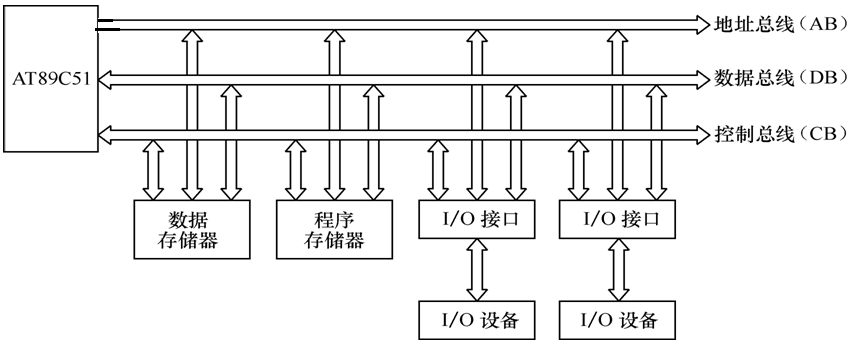 地址总线（AB）
AT89C51
数据总线（DB）
控制总线（CB）
数据
存储器
程序
存储器
I/O 接口
I/O 接口
I/O 设备
I/O 设备